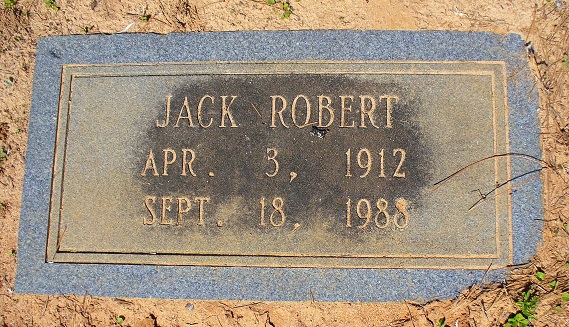 JACK ROBERT
APR. 3, 1912
SEPT. 18, 1988